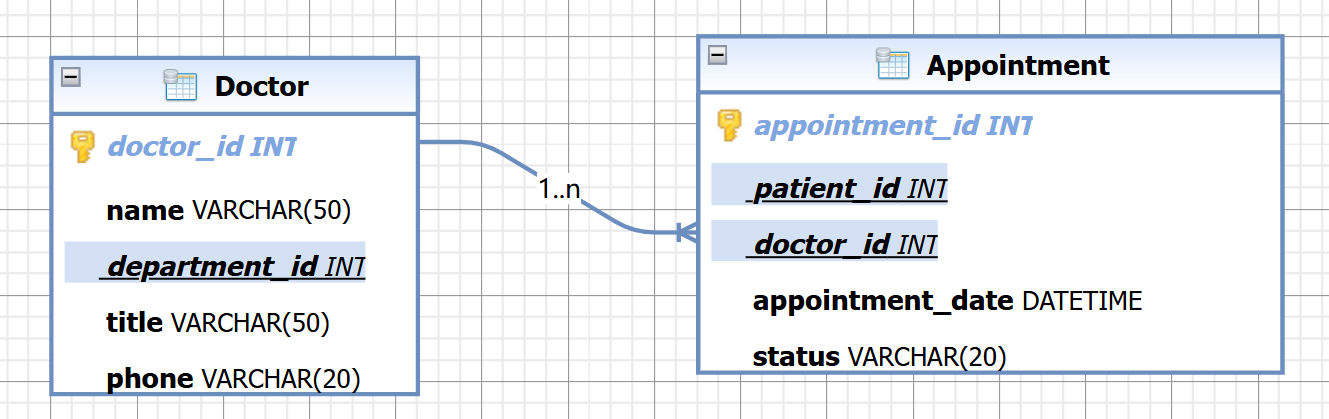 Doctor
doctor_id INT
name VARCHAR(50)
department_id INT
title VARCHAR(50)
phone VARCHAR(20)
1..n
Appointment
appointment_id INT
patient_id INT
doctor_id INT
appointment_date DATETIME
status VARCHAR(20)